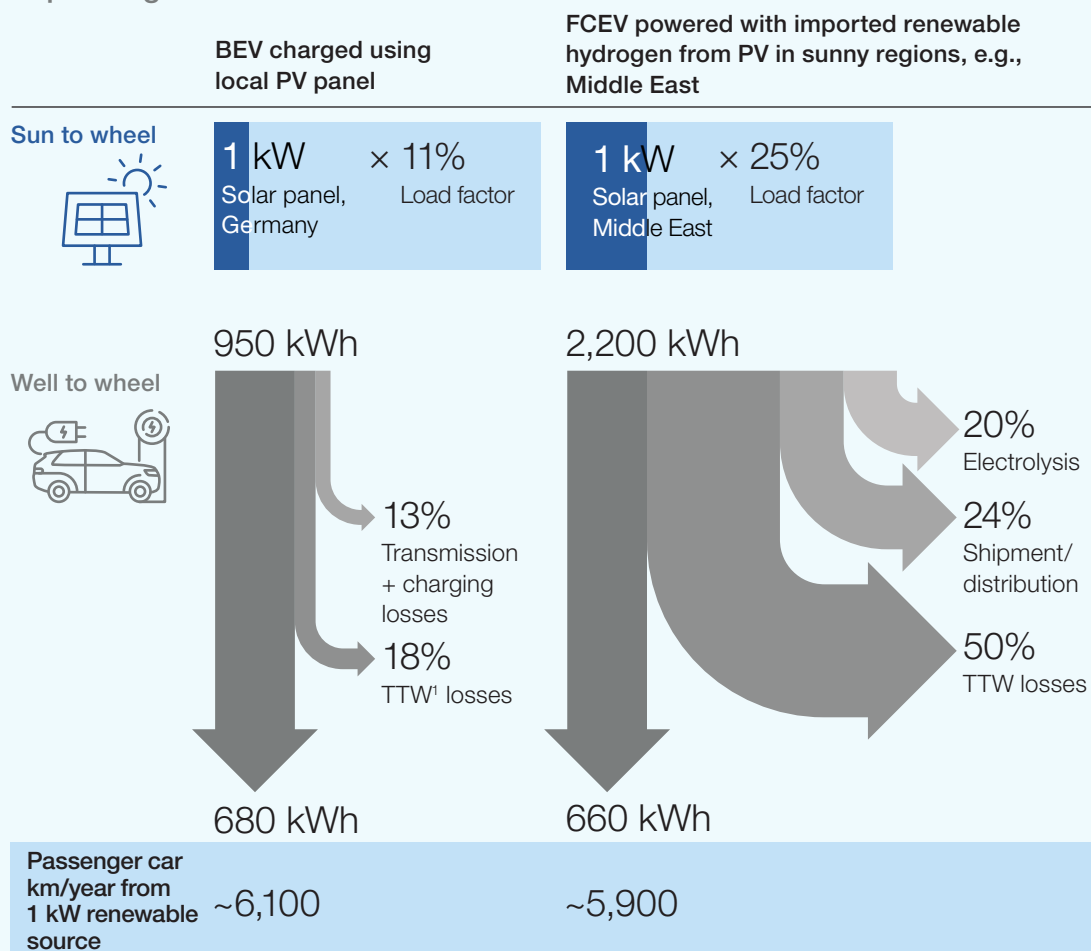 BEV charged using
local PV panel
FCEV powered with imported renewable
hydrogen from PV in sunny regions, e.g.,
Middle East
Sun to wheel
1 kW
Solar panel,
Germany
× 11%
Load factor
1 kW
Solar panel,
Middle East
× 25%
Load factor
950 kWh
2,200 kWh
Well to wheel
13%
Transmission
+ charging
losses
18%
TTW¹ losses
20%
Electrolysis
24%
Shipment/
distribution
50%
TTW losses
680 kWh
660 kWh
Passenger car
km/year from
1 kW renewable
source
~6,100
~5,900